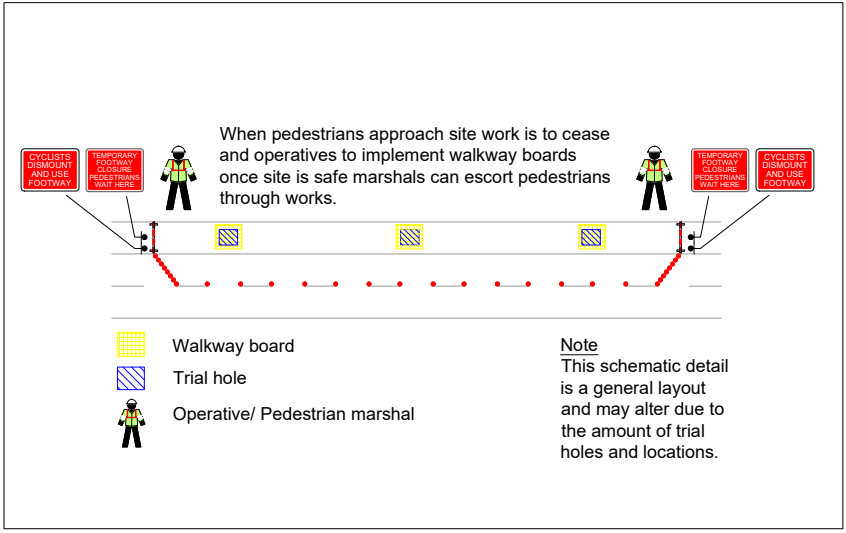 When pedestrians approach site work is to cease
and operatives to implement walkway boards
once site is safe marshals can escort pedestrians
through works.
CYCLISTS
DISMOUNT
AND USE
FOOTWAY
TEMPORARY
FOOTWAY
CLOSURE
PEDESTRIANS
WAIT HERE
TEMPORARY
FOOTWAY
CLOSURE
PEDESTRIANS
WAIT HERE
CYCLISTS
DISMOUNT
AND USE
FOOTWAY
Walkway board
Trial hole
Operative/ Pedestrian marshal
Note
This schematic detail
is a general layout
and may alter due to
the amount of trial
holes and locations.